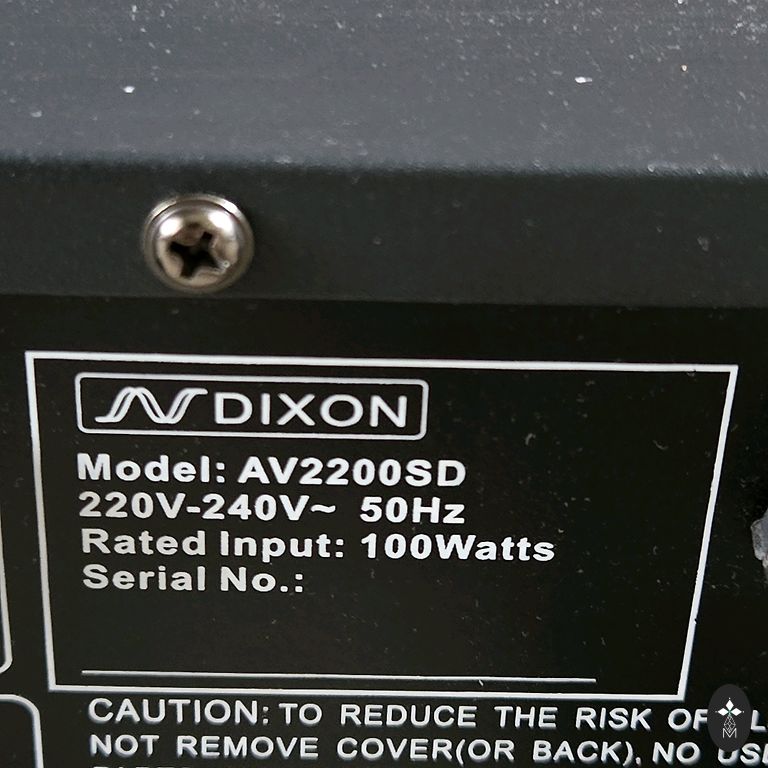 DIXON
Model: AV2200SD
220V-240V~ 50Hz
Rated Input: 100Watts
Serial No.:
CAUTION: TO REDUCE THE RISK OF
NOT REMOVE COVER(OR BACK). NO